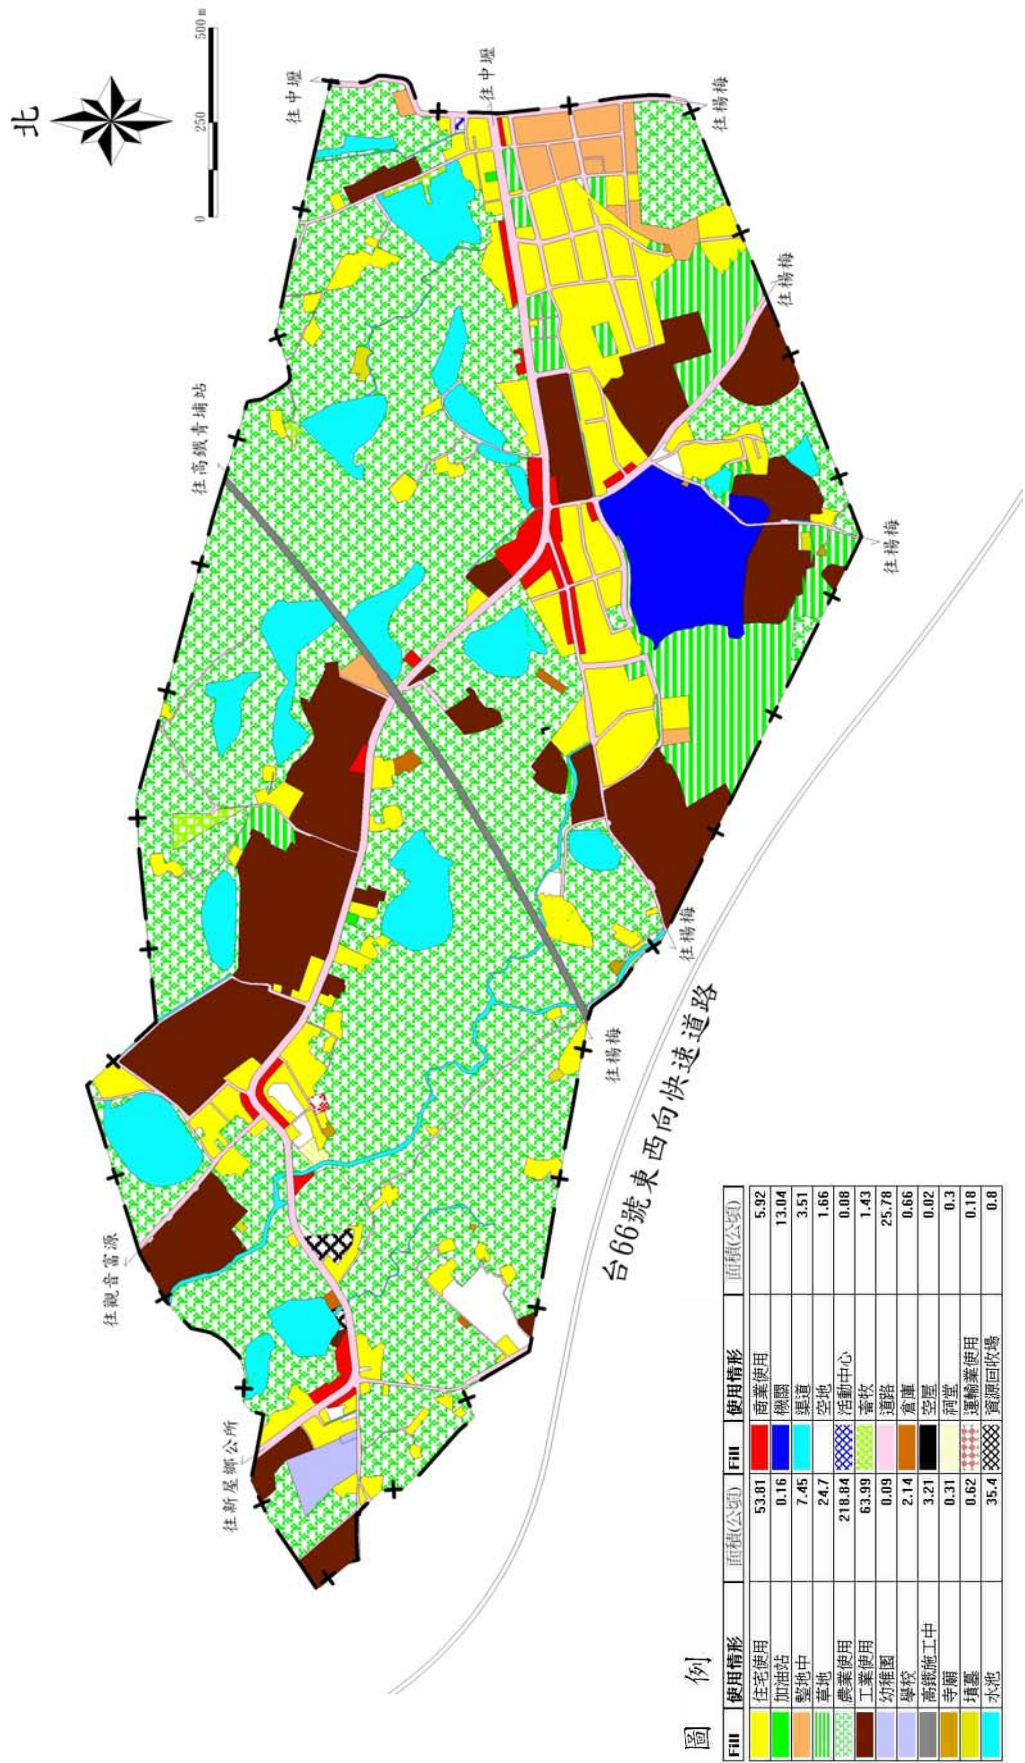 北
0 250 500 m
往中壢
往中壢
往楊梅
往楊梅
往楊梅
往高鐵青埔站
往楊梅
往楊梅
往觀音富源
往新屋鄉公所
台66號東西向快速道路
圖 例
Fill 使用情形 面積(公頃) Fill 使用情形 面積(公頃)
住宅使用 53.81 商業使用 5.92
加油站 0.16 機關 13.04
整地中 7.45 渠道 3.51
草地 24.7 空地 1.66
農業使用 218.84 活動中心 0.08
工業使用 63.99 畜牧 1.43
幼稚園 0.09 道路 25.78
學校 2.14 倉庫 0.66
高鐵施工中 3.21 空屋 0.02
寺廟 0.31 祠堂 0.3
墳墓 0.62 運輸業使用 0.18
水池 35.4 資源回收場 0.8